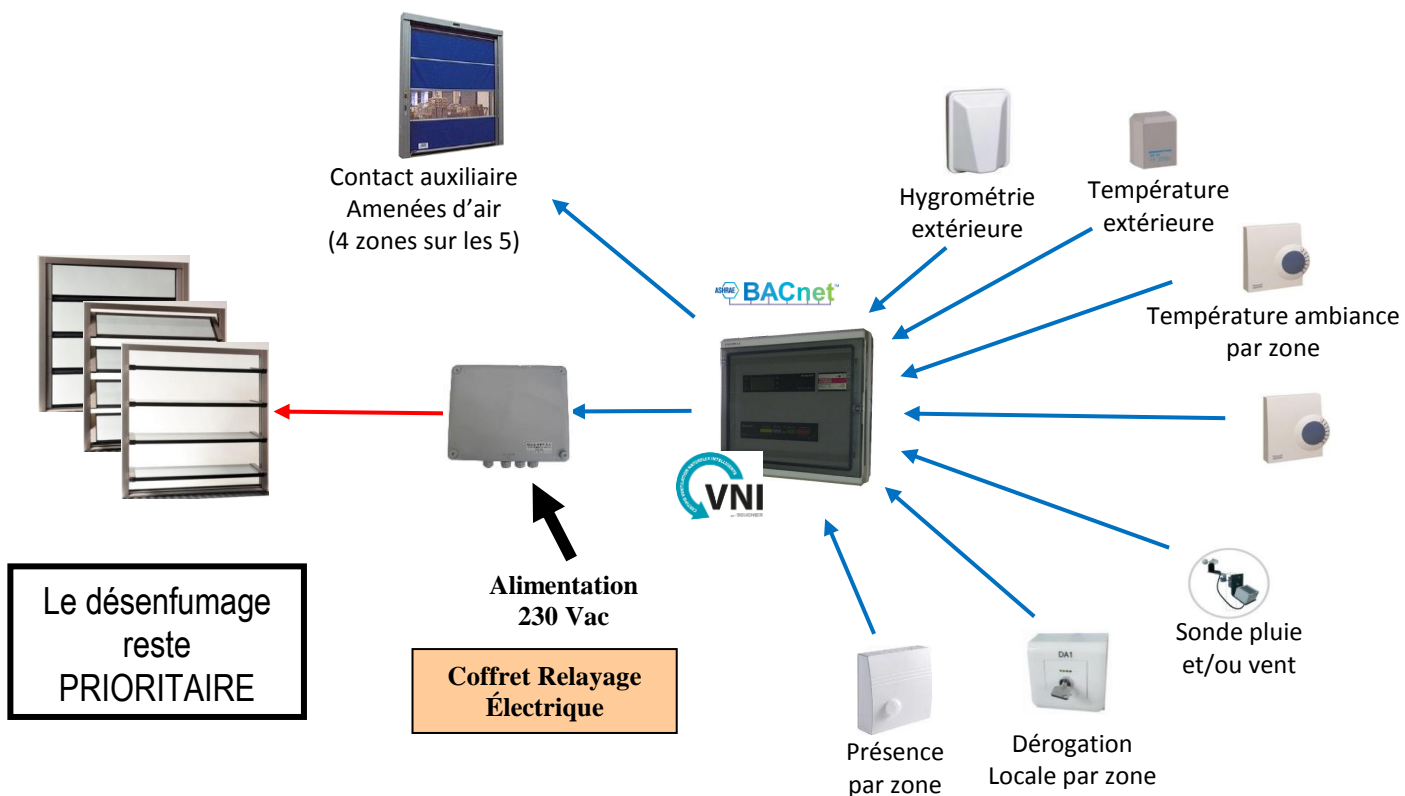 Contact auxiliaire
Amenées d’air
(4 zones sur les 5)
Hygrométrie
extérieure
Température
extérieure
ASHRAE BACnet™
Température ambiance
par zone
VNI
Alimentation
230 Vac
Coffret Relayage
Électrique
Le désenfumage
reste
PRIORITAIRE
Sonde pluie
et/ou vent
DA1
Présence
par zone
Dérogation
Locale par zone